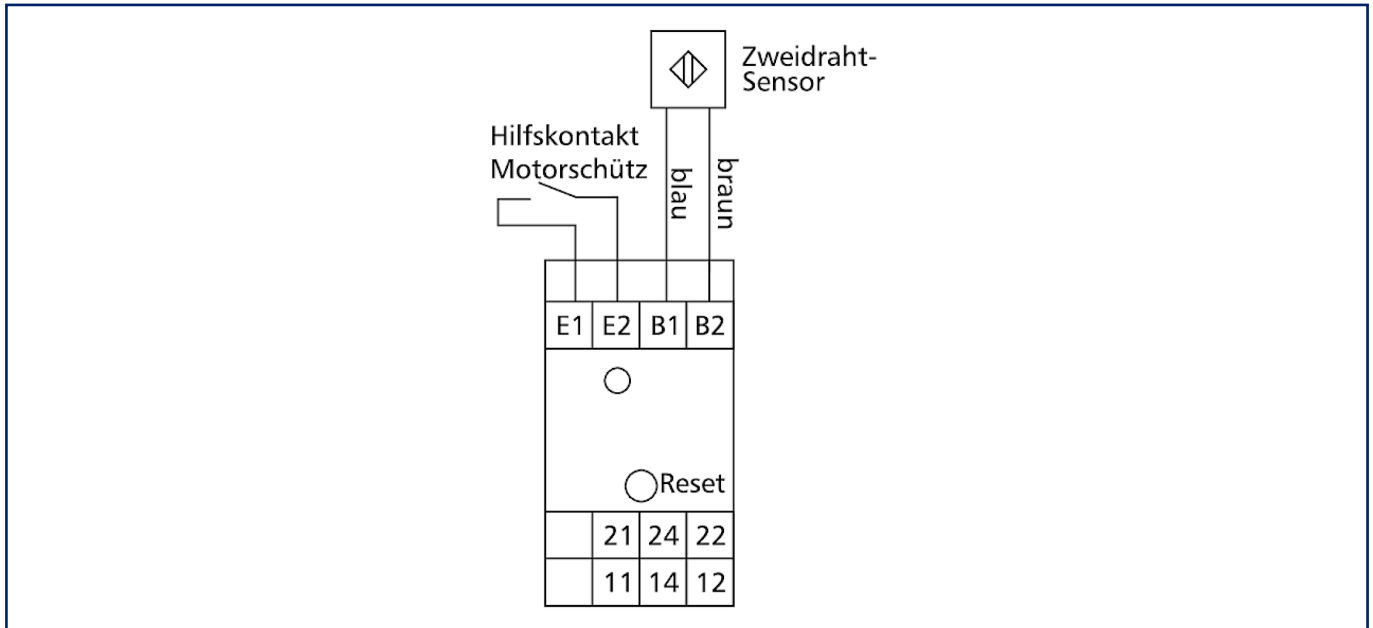 Zweidraht-
Sensor
Hilfskontakt
Motorschütz
blau
braun
E1 E2 B1 B2
Reset
21 24 22
11 14 12